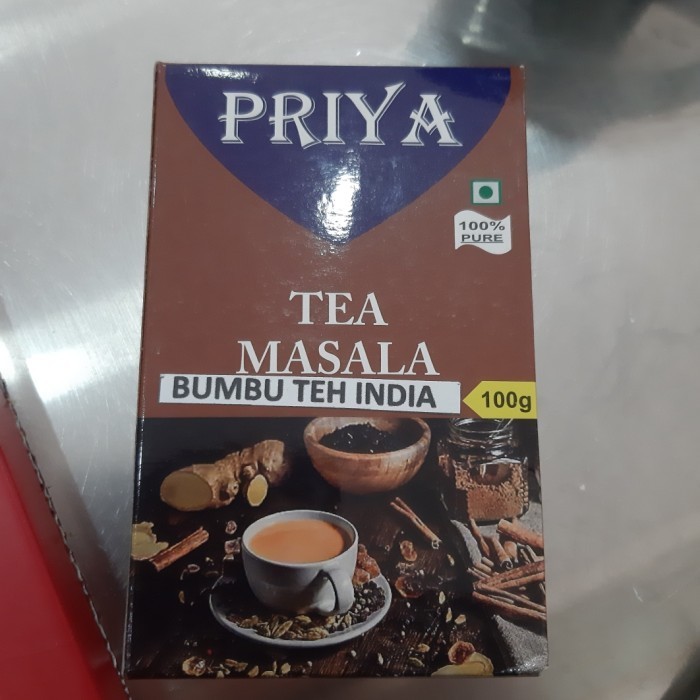 PRIYA
100%
PURE
TEA
MASALA
BUMBU TEH INDIA
100g